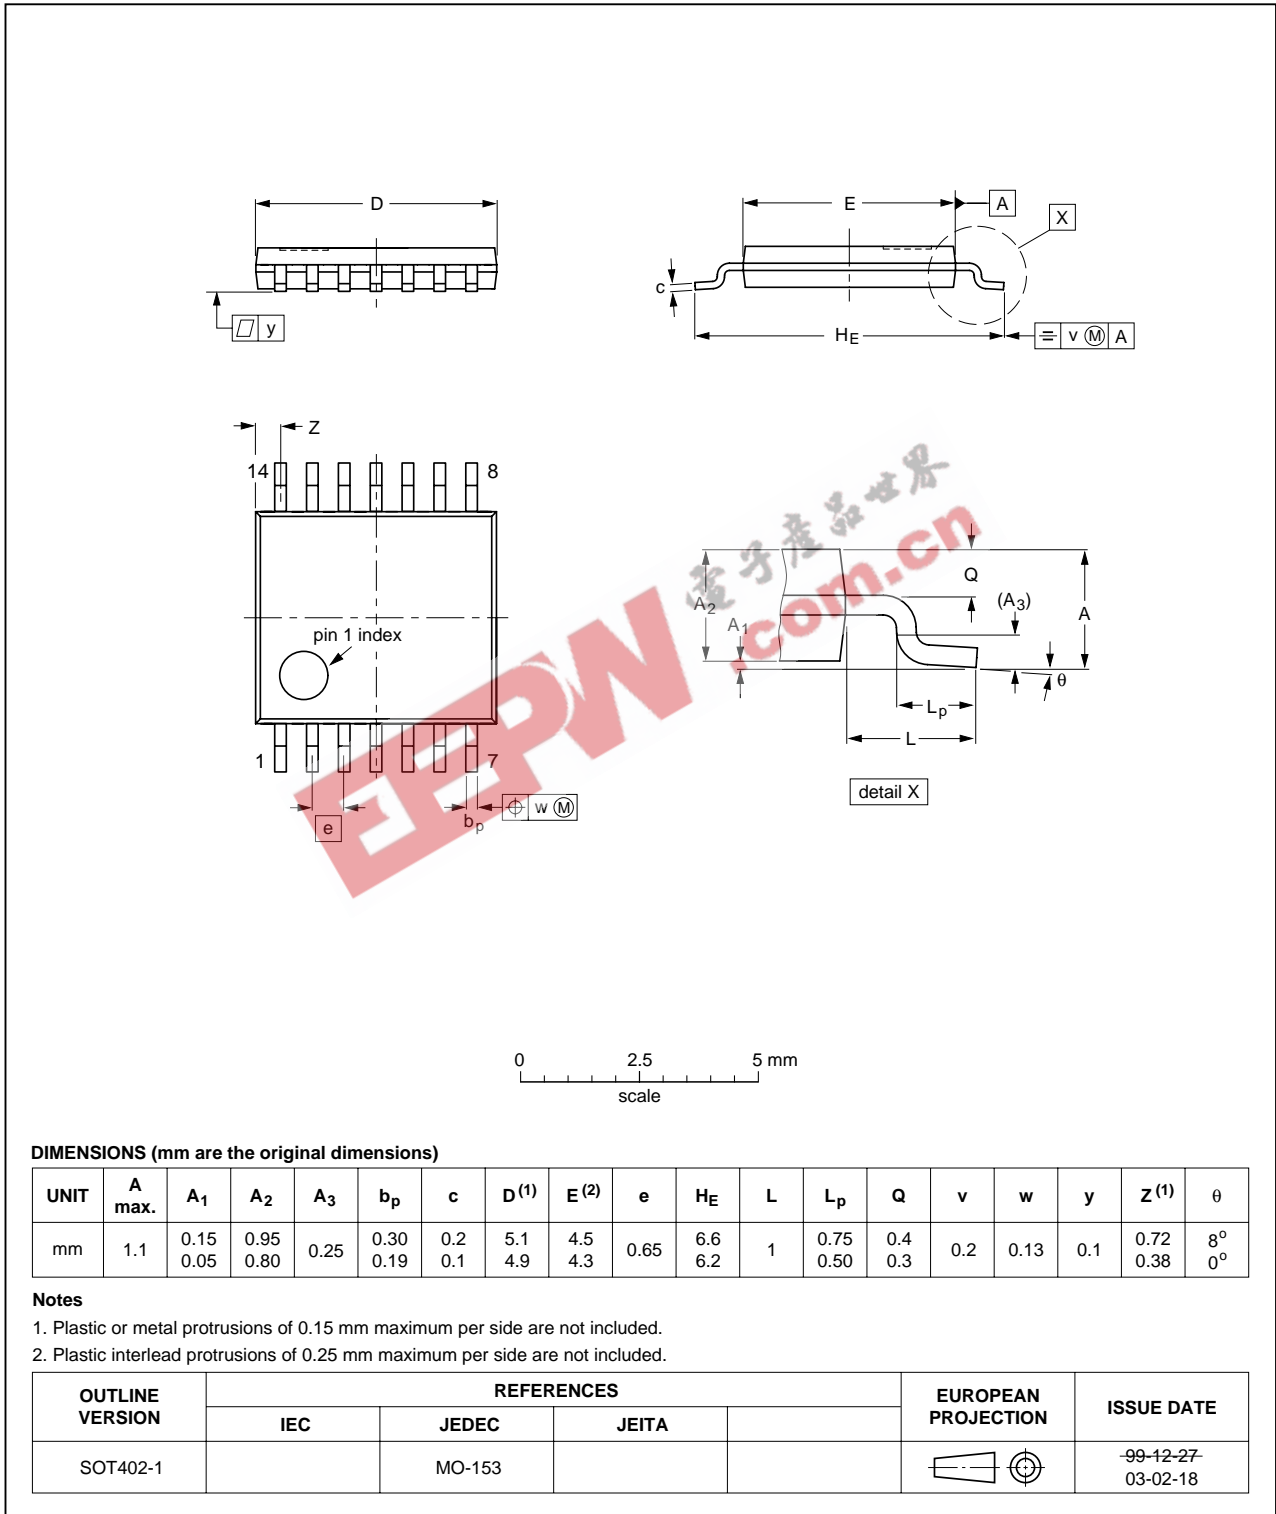 D
E
A
X
y
c
HE
v M A
Z
14
8
pin 1 index
1
7
e
bp
w M
電子產品世界
EEPW.com.cn
Q
A2
A1
(A3)
A
θ
Lp
L
detail X
0 2.5 5 mm
scale
DIMENSIONS (mm are the original dimensions)
UNIT A max. A1 A2 A3 bp c D(1) E(2) e HE L Lp Q v w y Z(1) θ
mm 1.1 0.15 0.05 0.95 0.80 0.25 0.30 0.19 0.2 0.1 5.1 4.9 4.5 4.3 0.65 6.6 6.2 1 0.75 0.50 0.4 0.3 0.2 0.13 0.1 0.72 0.38 8° 0°
Notes
1. Plastic or metal protrusions of 0.15 mm maximum per side are not included.
2. Plastic interlead protrusions of 0.25 mm maximum per side are not included.
OUTLINE VERSION REFERENCES EUROPEAN PROJECTION ISSUE DATE
IEC JEDEC JEITA
SOT402-1 MO-153 99-12-27
03-02-18